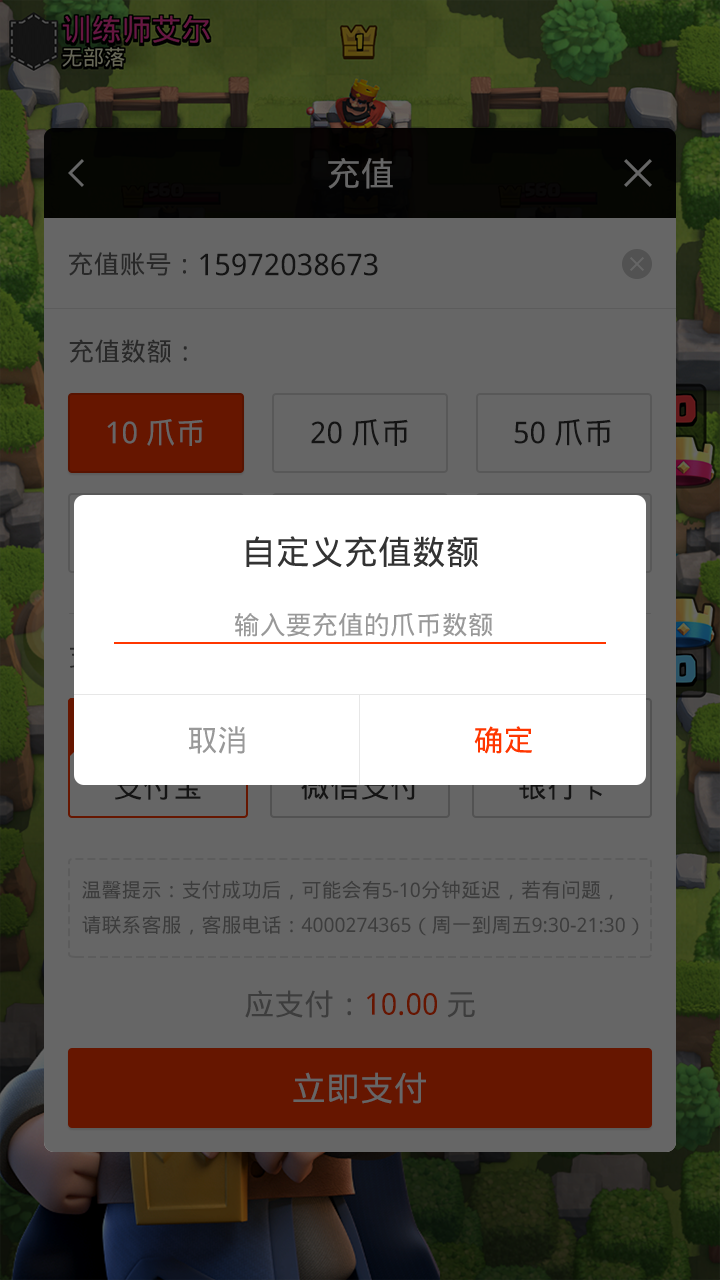 训练师艾尔
无部落
1
充值
560
560
充值账号：15972038673
充值数额：
10 爪币
20 爪币
50 爪币
自定义充值数额
输入要充值的爪币数额
取消
确定
支付宝
微信支付
银行卡
温馨提示：支付成功后，可能会有5-10分钟延迟，若有问题，
请联系客服，客服电话：4000274365（周一到周五9:30-21:30）
应支付：10.00 元
立即支付
0
0